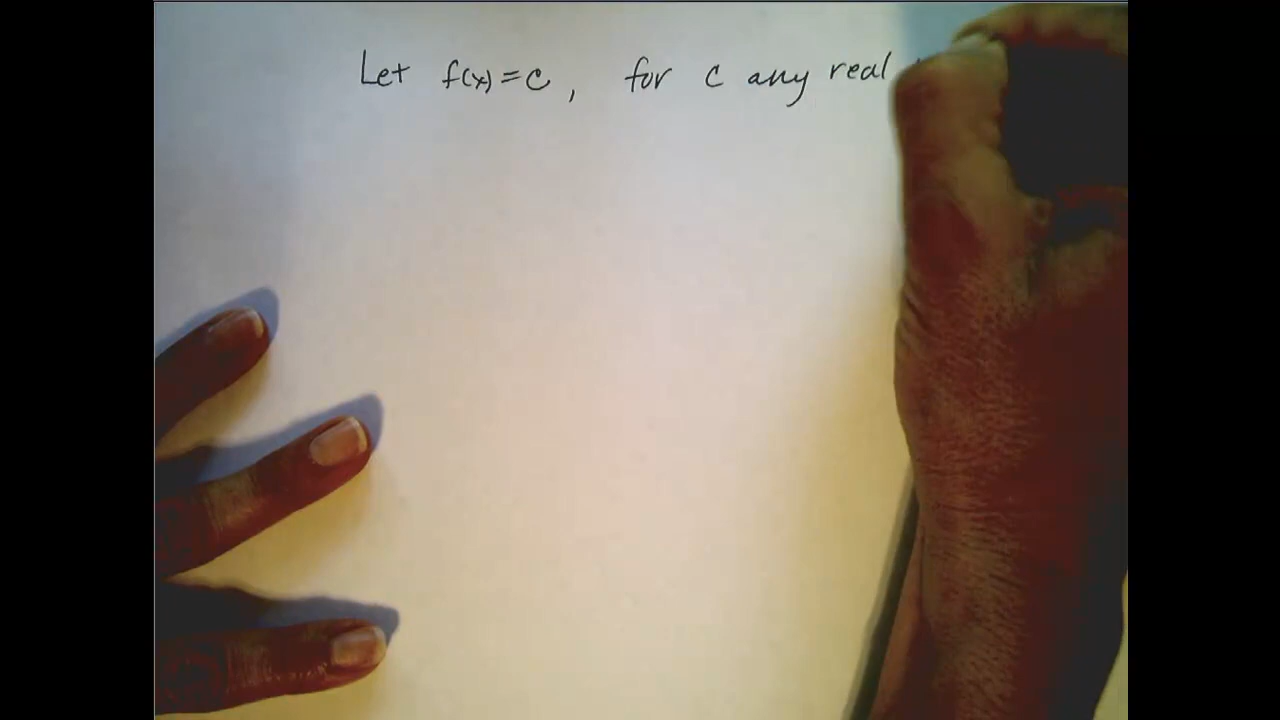 Let f(x) = c, for c any real